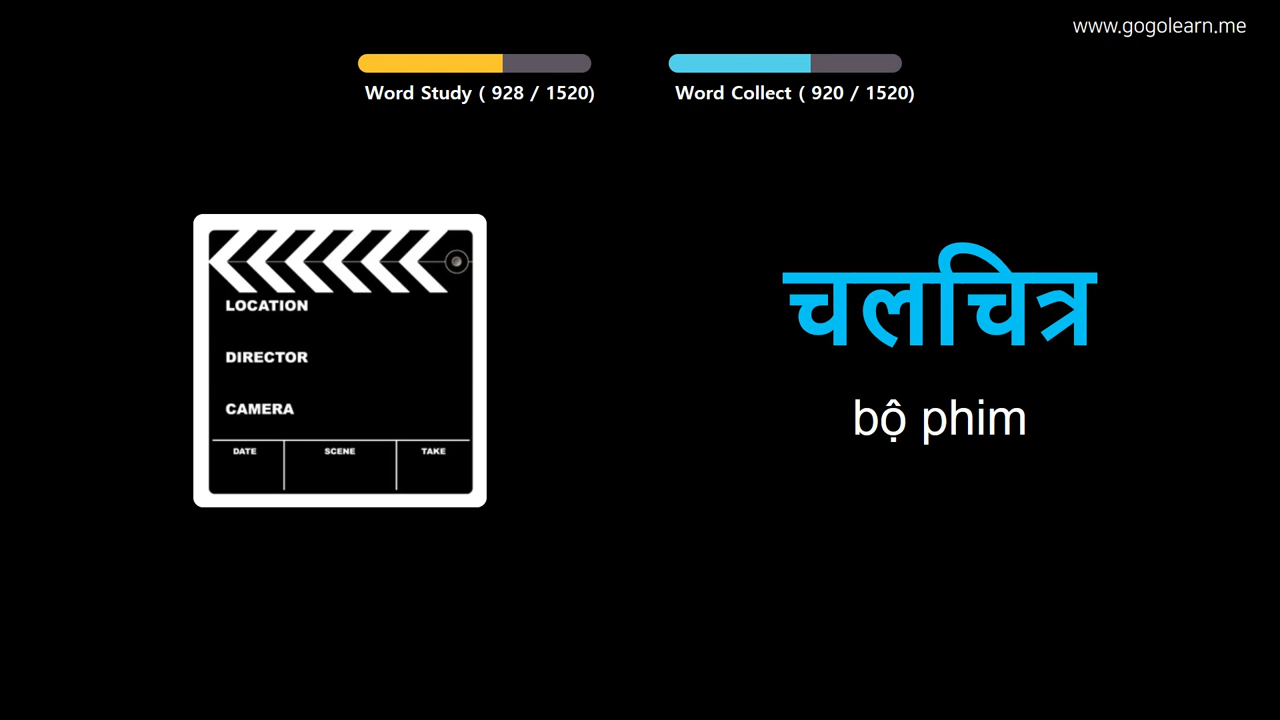 www.gogolearn.me
Word Study ( 928 / 1520)
Word Collect ( 920 / 1520)
LOCATION
DIRECTOR
CAMERA
DATE SCENE TAKE
चलचित्र
bộ phim